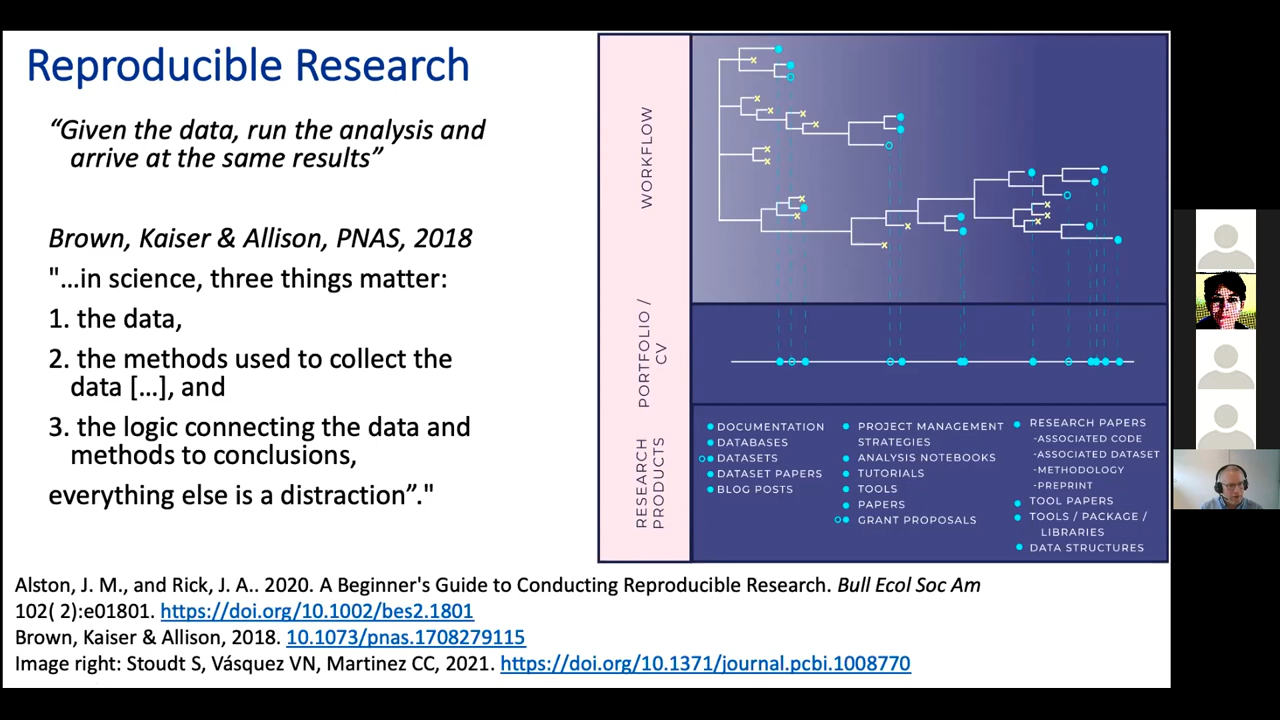 Reproducible Research
“Given the data, run the analysis and
arrive at the same results”
Brown, Kaiser & Allison, PNAS, 2018
"…in science, three things matter:
1. the data,
2. the methods used to collect the
data […], and
3. the logic connecting the data and
methods to conclusions,
everything else is a distraction”."
WORKFLOW
PORTFOLIO /
CV
RESEARCH
PRODUCTS
DOCUMENTATION
DATABASES
DATASETS
DATASET PAPERS
BLOG POSTS
PROJECT MANAGEMENT
STRATEGIES
ANALYSIS NOTEBOOKS
TUTORIALS
TOOLS
PAPERS
GRANT PROPOSALS
RESEARCH PAPERS
-ASSOCIATED CODE
-ASSOCIATED DATASET
-METHODOLOGY
-PREPRINT
TOOL PAPERS
TOOLS / PACKAGE /
LIBRARIES
DATA STRUCTURES
Alston, J. M., and Rick, J. A.. 2020. A Beginner's Guide to Conducting Reproducible Research. Bull Ecol Soc Am
102( 2):e01801. https://doi.org/10.1002/bes2.1801
Brown, Kaiser & Allison, 2018. 10.1073/pnas.1708279115
Image right: Stoudt S, Vásquez VN, Martinez CC, 2021. https://doi.org/10.1371/journal.pcbi.1008770